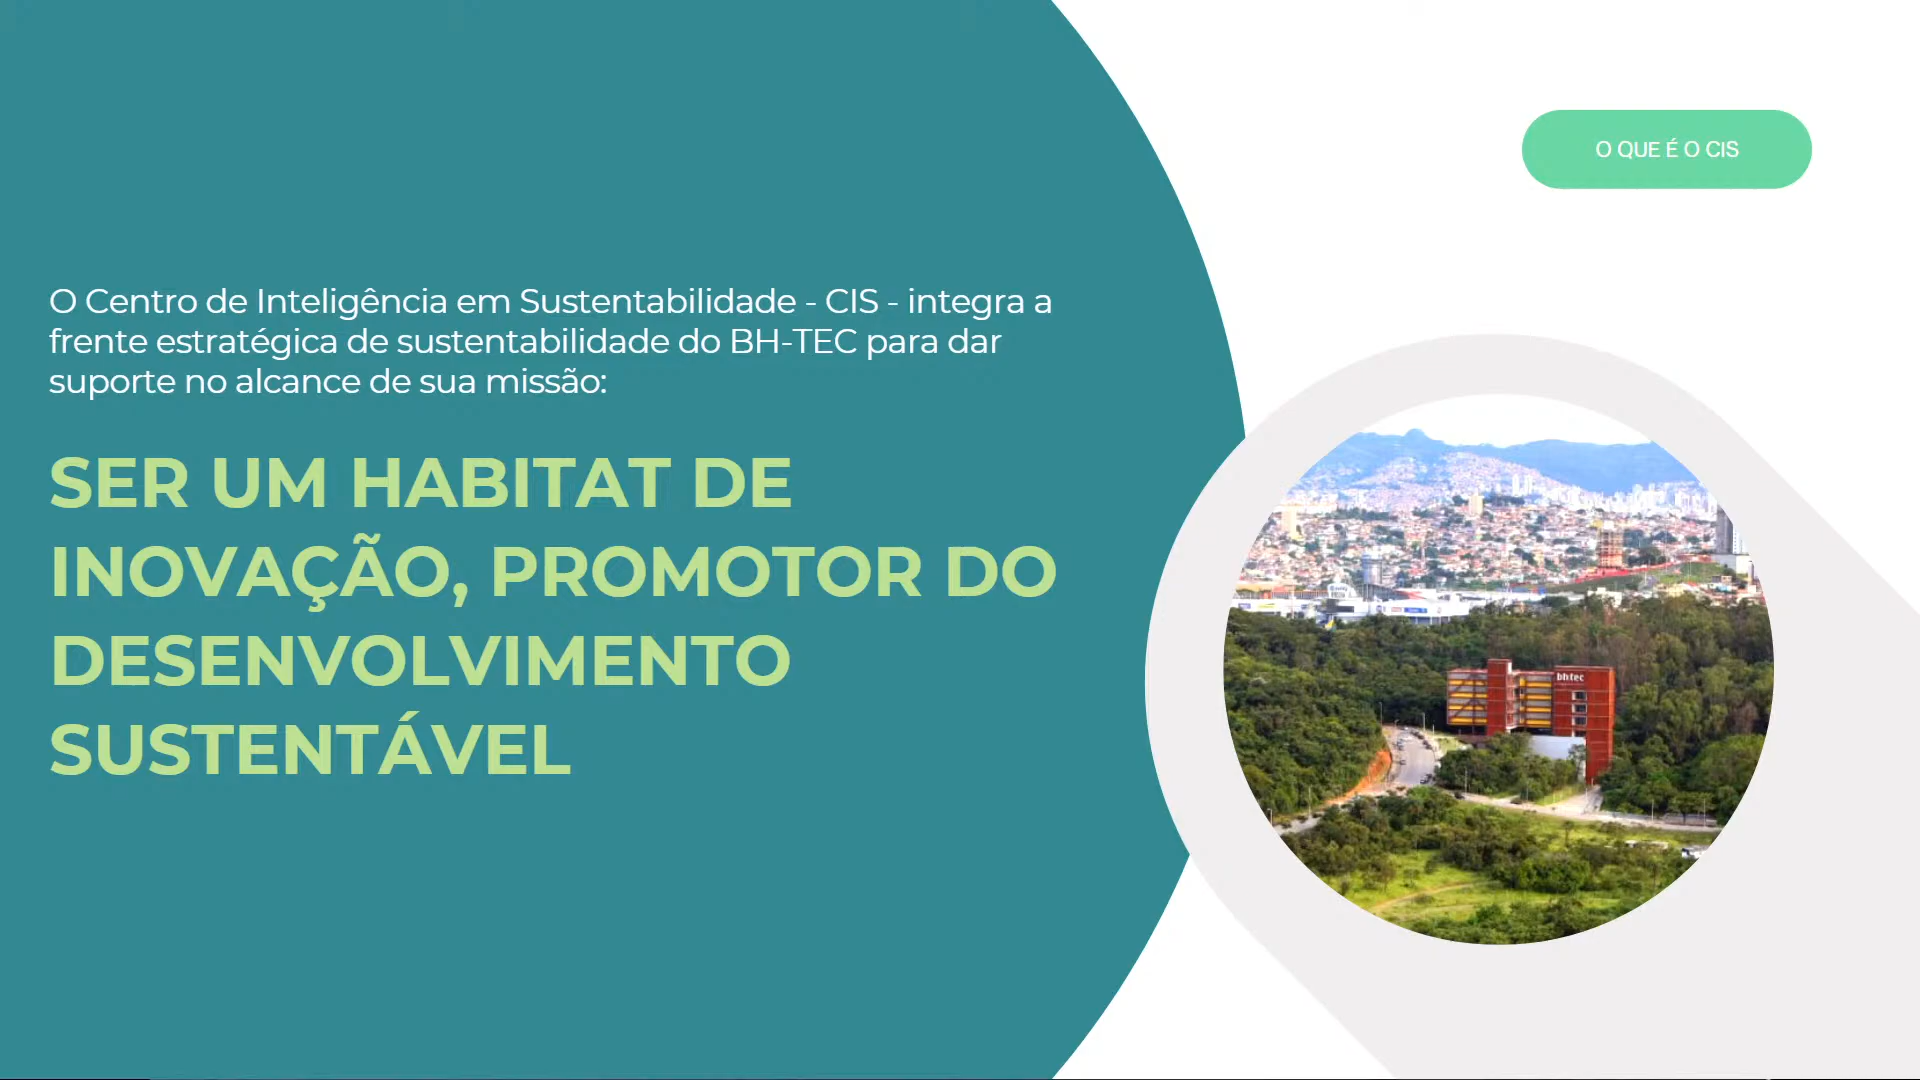 O QUE É O CIS
O Centro de Inteligência em Sustentabilidade - CIS - integra a
frente estratégica de sustentabilidade do BH-TEC para dar
suporte no alcance de sua missão:
SER UM HABITAT DE
INOVAÇÃO, PROMOTOR DO
DESENVOLVIMENTO
SUSTENTÁVEL
bhtec